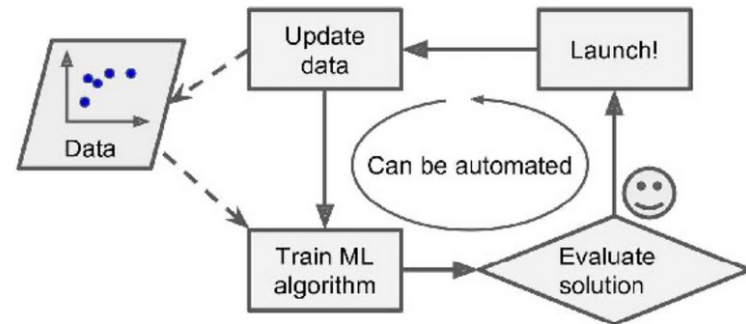 Update
data
Launch!
Data
Can be automated
Train ML
algorithm
Evaluate
solution